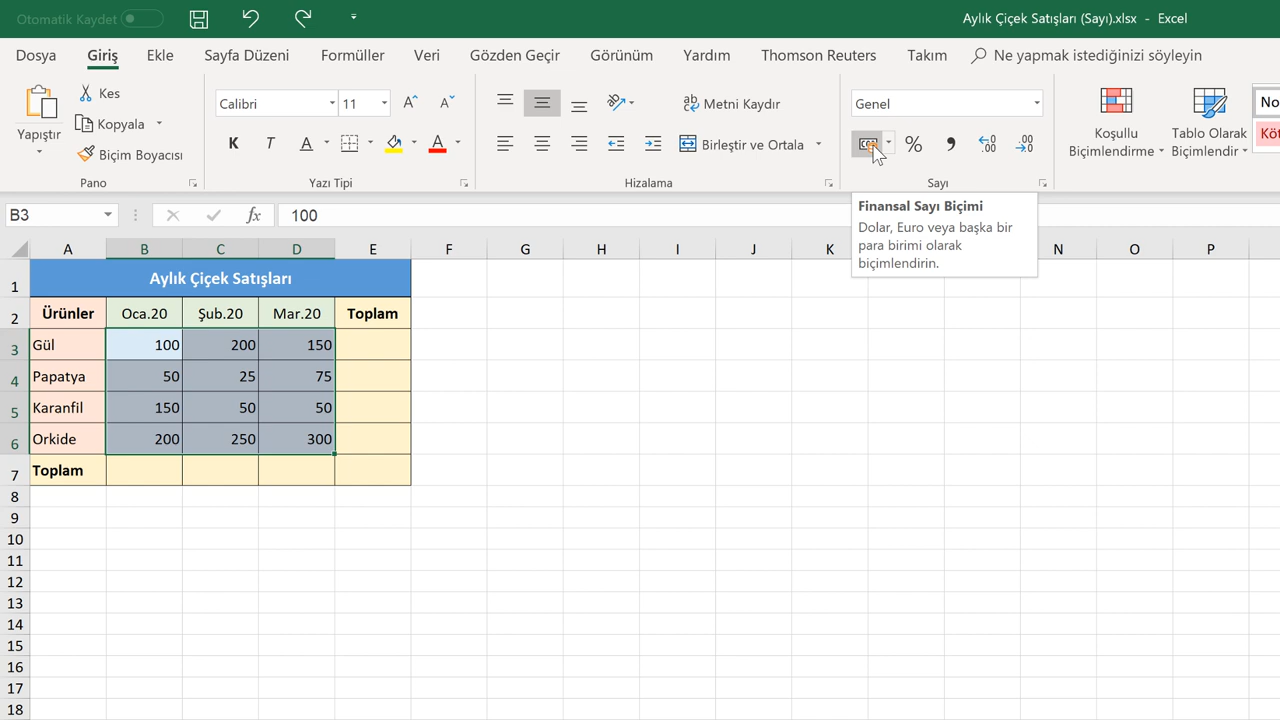 Otomatik Kaydet
Aylık Çiçek Satışları (Sayı).xlsx - Excel
Dosya Giriş Ekle Sayfa Düzeni Formüller Veri Gözden Geçir Görünüm Yardım Thomson Reuters Takım Ne yapmak istediğinizi söyleyin
Yapıştır
Kes
Kopyala
Biçim Boyacısı
Pano
Calibri 11
K T A A
Yazı Tipi
Metni Kaydır
Birleştir ve Ortala
Hizalama
Genel
%
Sayı
Koşullu
Biçimlendirme
Tablo Olarak
Biçimlendir
B3 fx 100
Finansal Sayı Biçimi
Dolar, Euro veya başka bir
para birimi olarak
biçimlendirin.
A B C D E F G H I J K N O P
1 Aylık Çiçek Satışları
2 Ürünler Oca.20 Şub.20 Mar.20 Toplam
3 Gül 100 200 150
4 Papatya 50 25 75
5 Karanfil 150 50 50
6 Orkide 200 250 300
7 Toplam
8
9
10
11
12
13
14
15
16
17
18